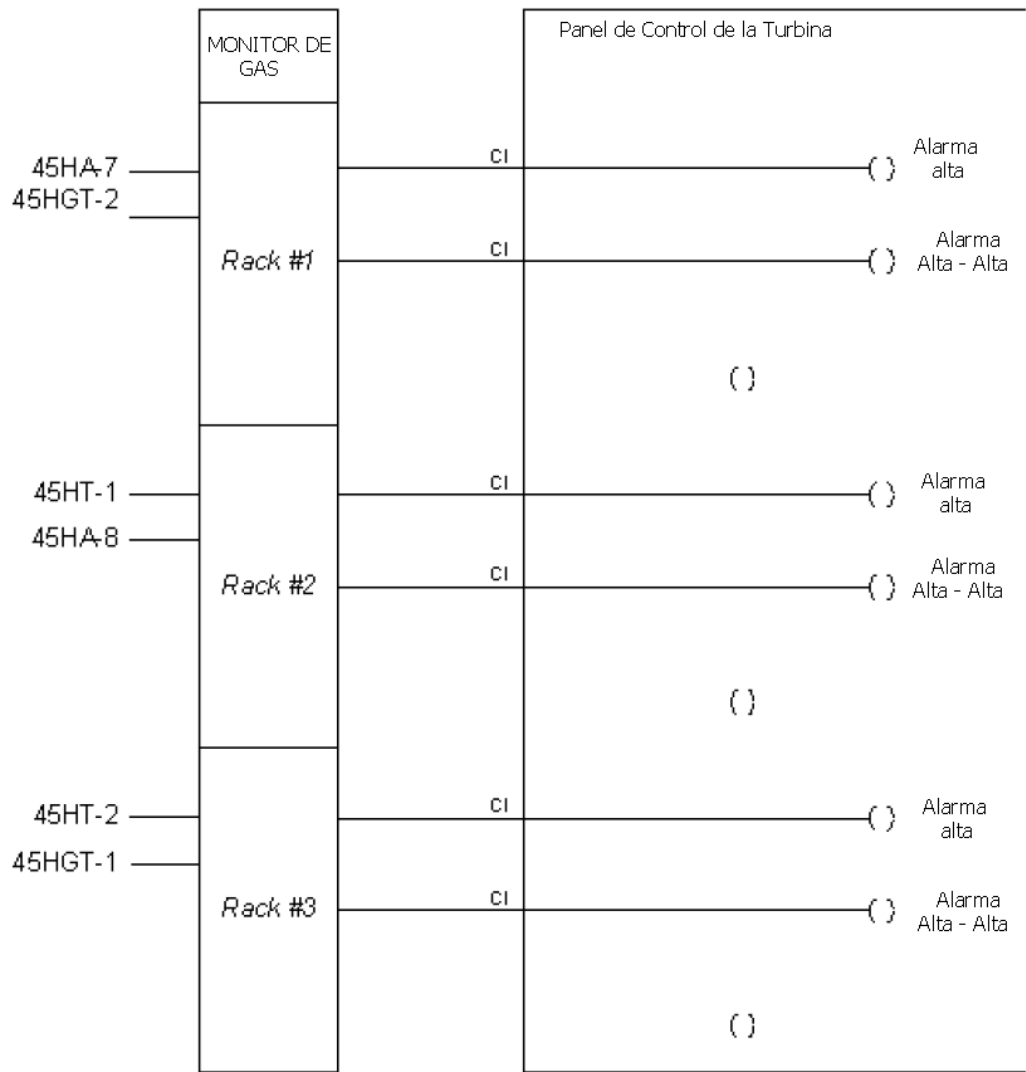 MONITOR DE
GAS
Panel de Control de la Turbina
45HA-7
45HGT-2
Rack #1
CI
( )
Alarma
alta
CI
( )
Alarma
Alta - Alta
( )
45HT-1
45HA-8
Rack #2
CI
( )
Alarma
alta
CI
( )
Alarma
Alta - Alta
( )
45HT-2
45HGT-1
Rack #3
CI
( )
Alarma
alta
CI
( )
Alarma
Alta - Alta
( )